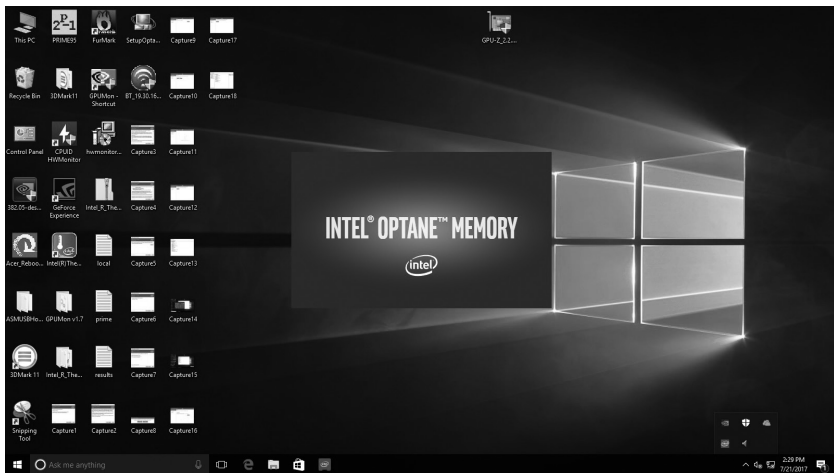 This PC
PRIME95
FurMark
SetupOpta...
Capture9
Capture17
GPU-Z_2.2....
Recycle Bin
3DMark11
GPUMon -
Shortcut
BT_19.30.16...
Capture10
Capture18
Control Panel
CPUID
HWMonitor
hwmonitor...
Capture3
Capture11
382.05-des...
GeForce
Experience
Intel_R_The...
Capture4
Capture12
INTEL® OPTANE™ MEMORY
intel
Acer_Reboo...
Intel(R)The...
local
Capture5
Capture13
ASMUSBHo...
GPUMon v1.7
prime
Capture6
Capture14
3DMark 11
Intel_R_The...
results
Capture7
Capture15
Snipping
Tool
Capture1
Capture2
Capture8
Capture16
Ask me anything
2:29 PM
7/21/2017